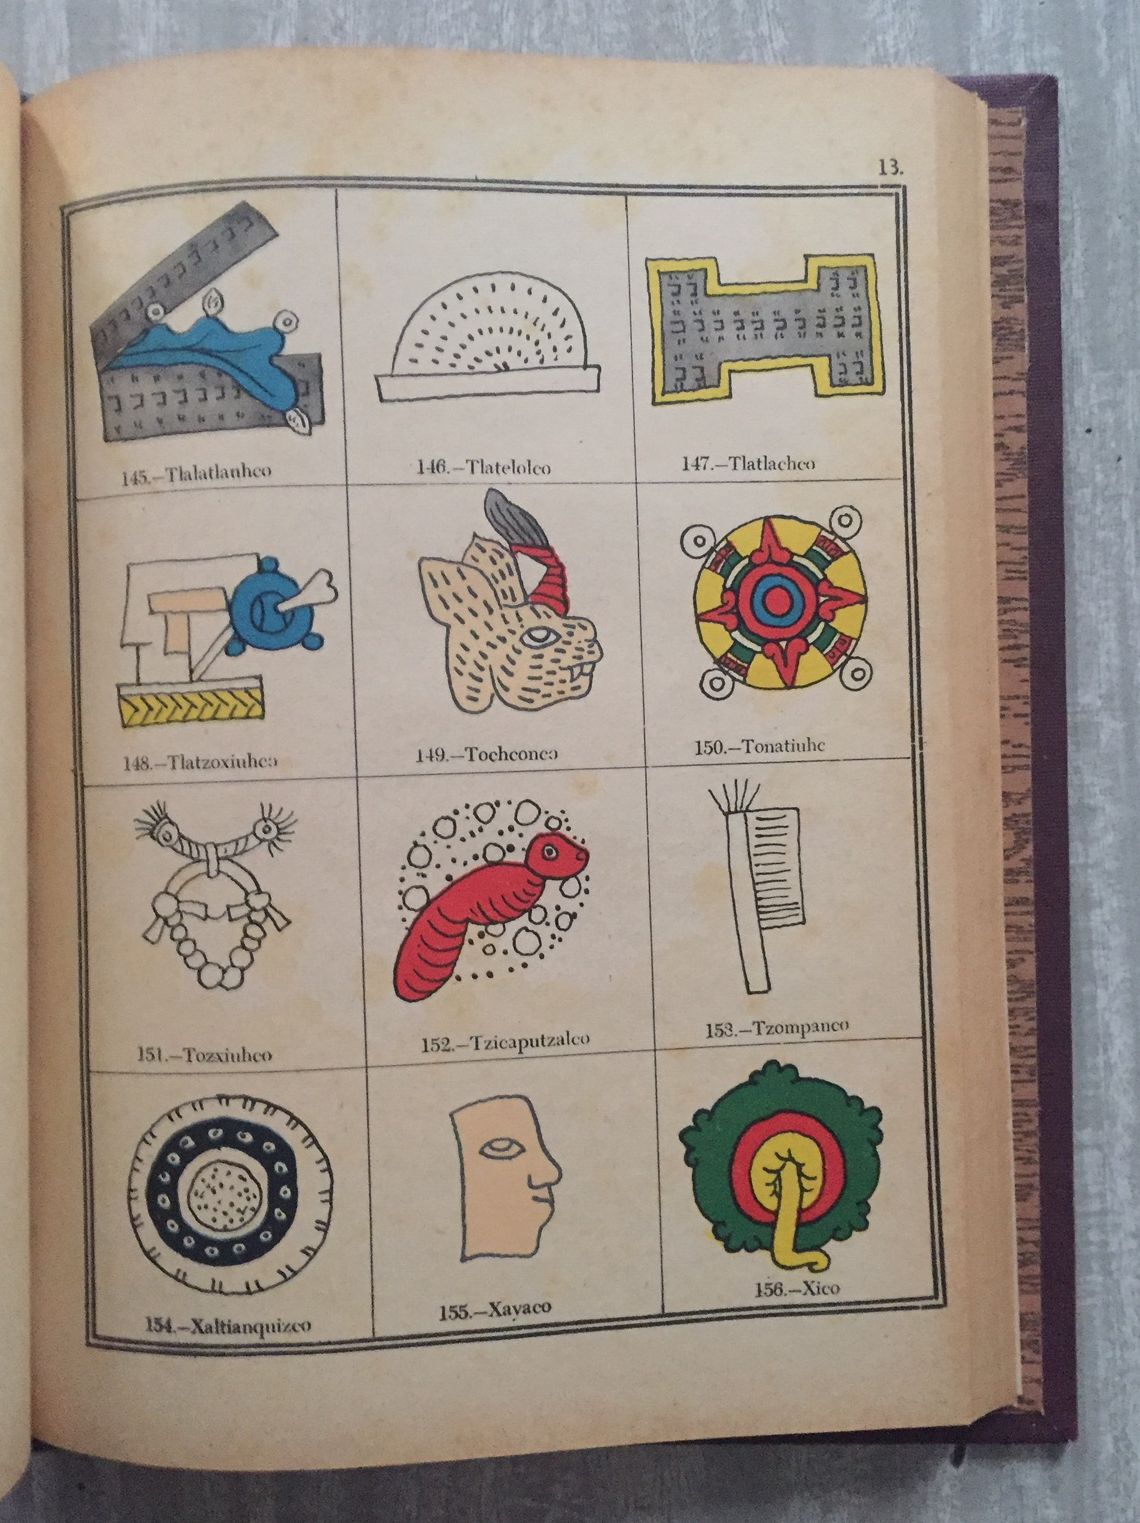 13.
145.—Tlalatlauhco
146.—Tlatelolco
147.—Tlatlachco
148.—Tlatzoxiuhco
149.—Tochconco
150.—Tonatiuhc
151.—Tozxiuhco
152.—Tzicaputzalco
153.—Tzompanco
154.—Xaltianquizco
155.—Xayaco
156.—Xico